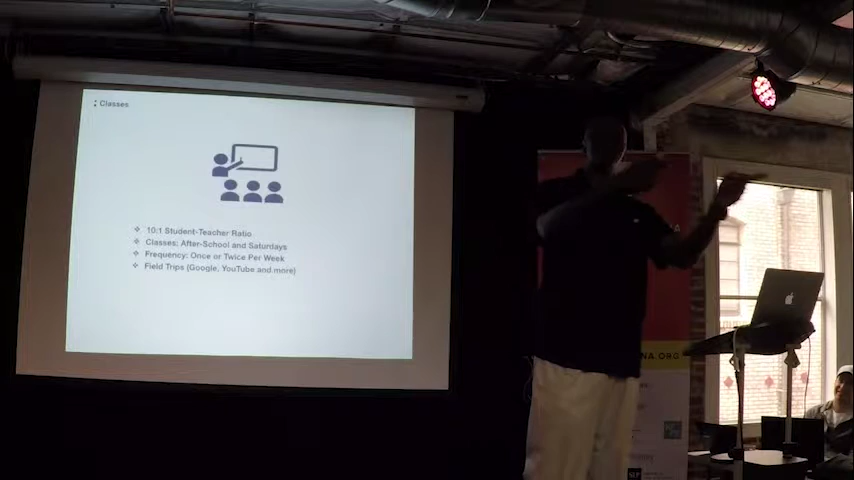 : Classes
❖ 10:1 Student-Teacher Ratio
❖ Classes: After-School and Saturdays
❖ Frequency: Once or Twice Per Week
❖ Field Trips (Google, YouTube and more)
NA.ORG